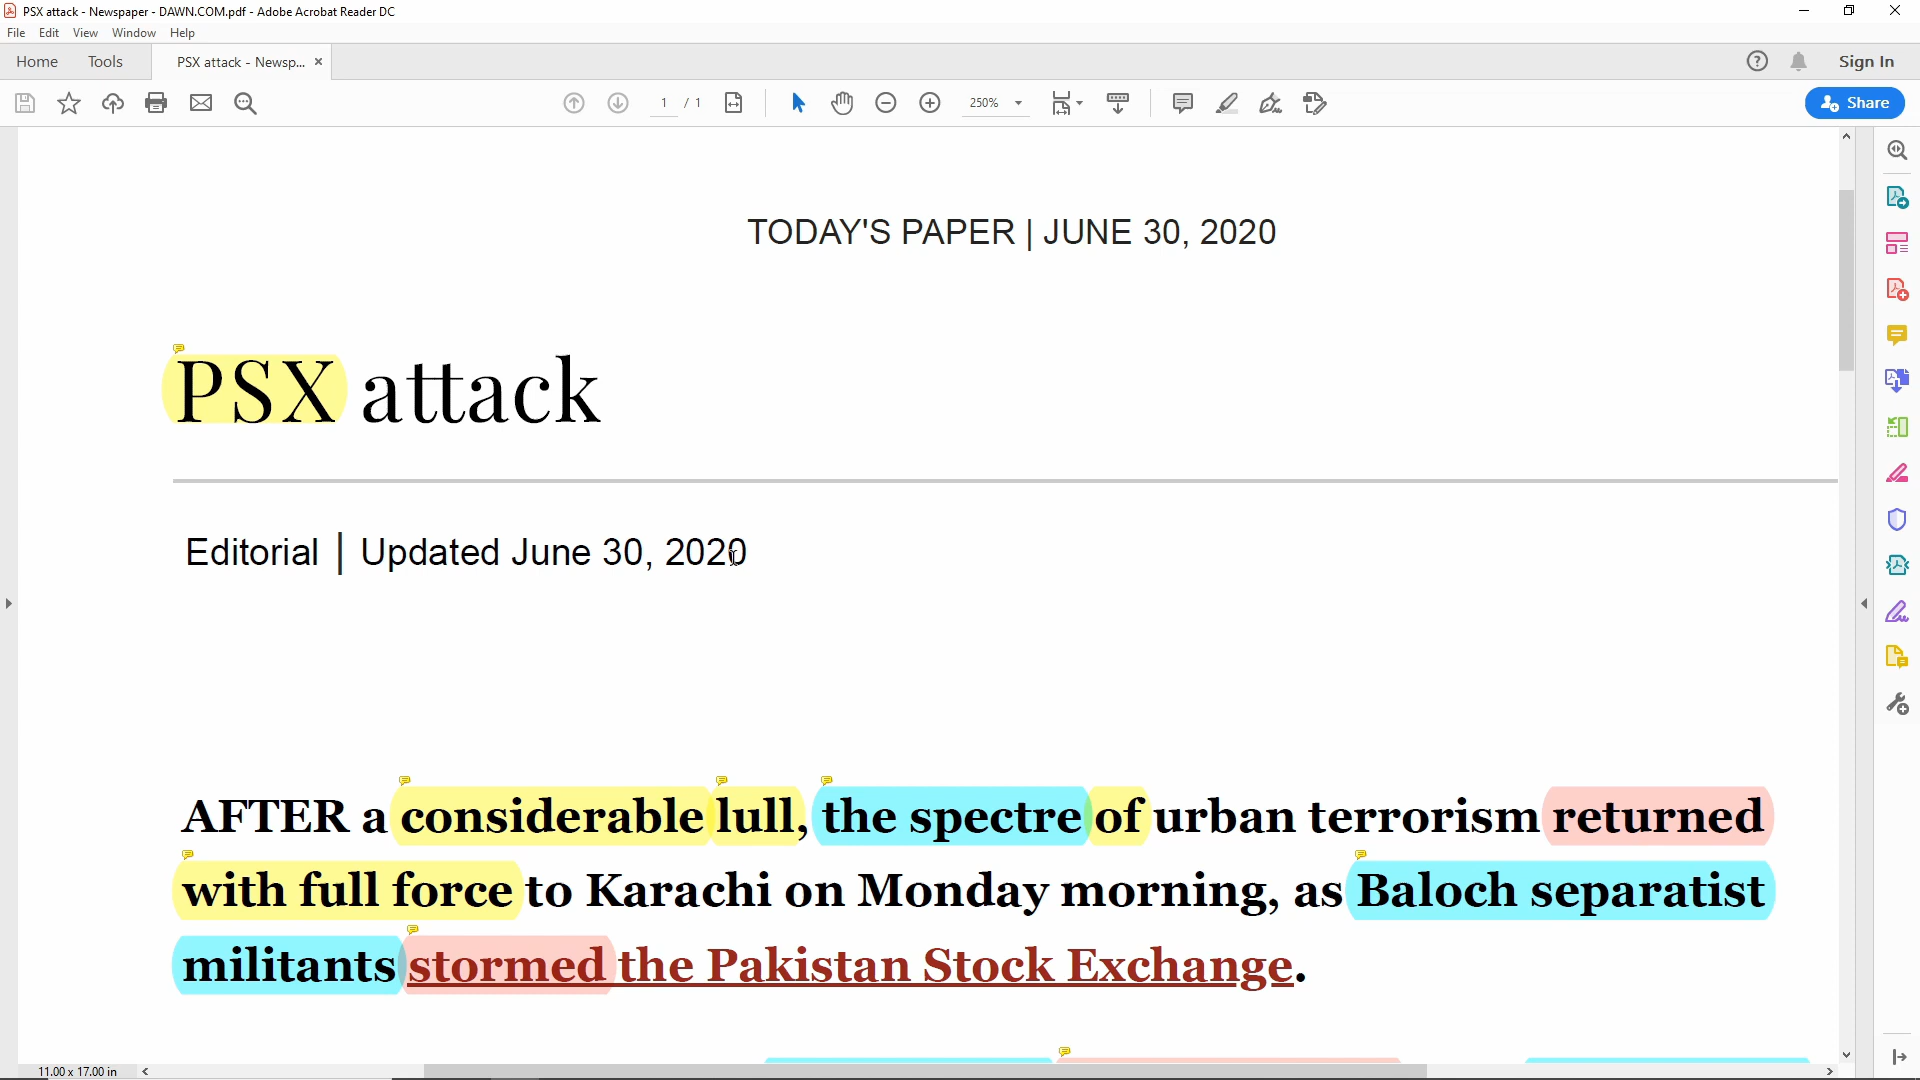 PSX attack - Newspaper - DAWN.COM.pdf - Adobe Acrobat Reader DC
File Edit View Window Help
Home Tools PSX attack - Newsp... × Sign In
1 / 1 250% Share
TODAY'S PAPER | JUNE 30, 2020
PSX attack
Editorial | Updated June 30, 2020
AFTER a considerable lull, the spectre of urban terrorism returned
with full force to Karachi on Monday morning, as Baloch separatist
militants stormed the Pakistan Stock Exchange.
11.00 x 17.00 in